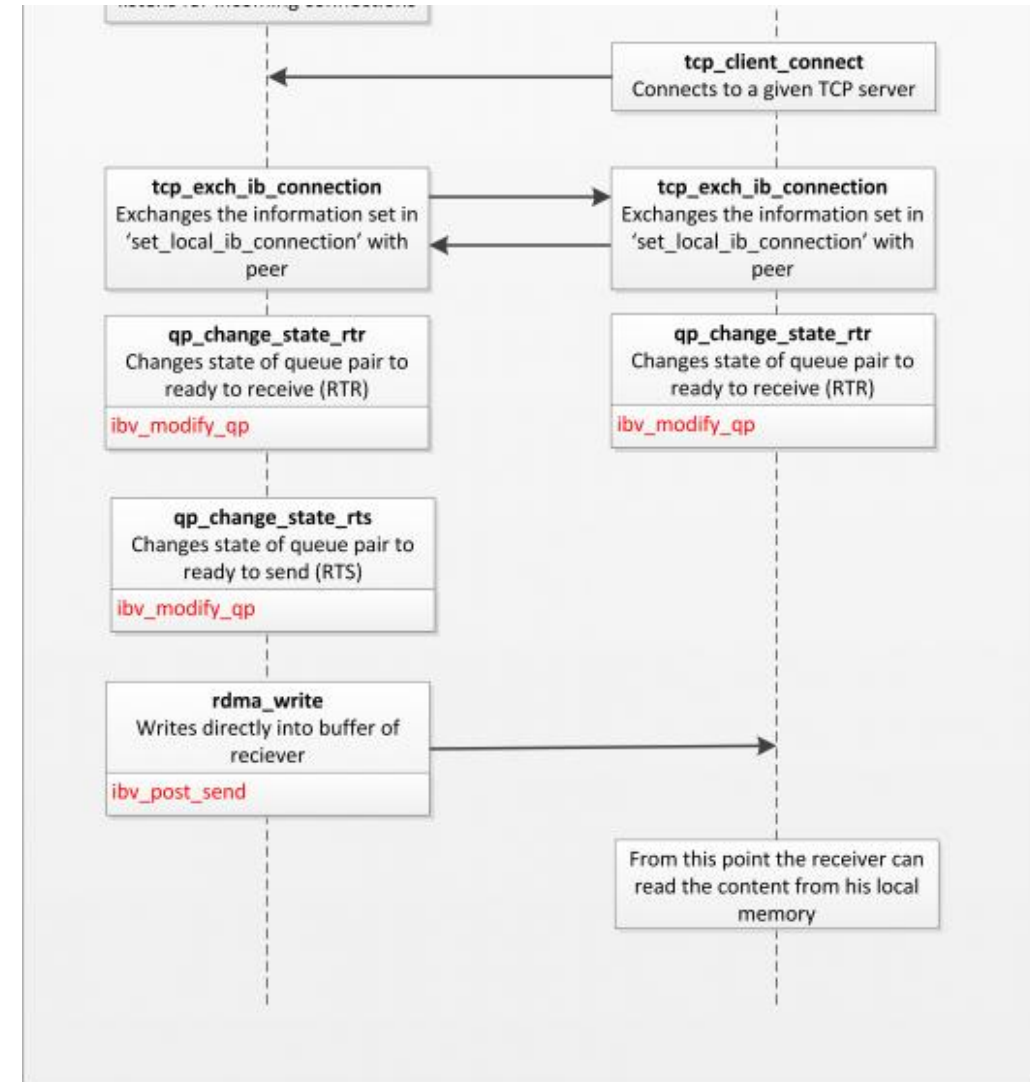 listens for incoming connections
tcp_client_connect
Connects to a given TCP server
tcp_exch_ib_connection
Exchanges the information set in
‘set_local_ib_connection’ with
peer
tcp_exch_ib_connection
Exchanges the information set in
‘set_local_ib_connection’ with
peer
qp_change_state_rtr
Changes state of queue pair to
ready to receive (RTR)
ibv_modify_qp
qp_change_state_rtr
Changes state of queue pair to
ready to receive (RTR)
ibv_modify_qp
qp_change_state_rts
Changes state of queue pair to
ready to send (RTS)
ibv_modify_qp
rdma_write
Writes directly into buffer of
reciever
ibv_post_send
From this point the receiver can
read the content from his local
memory